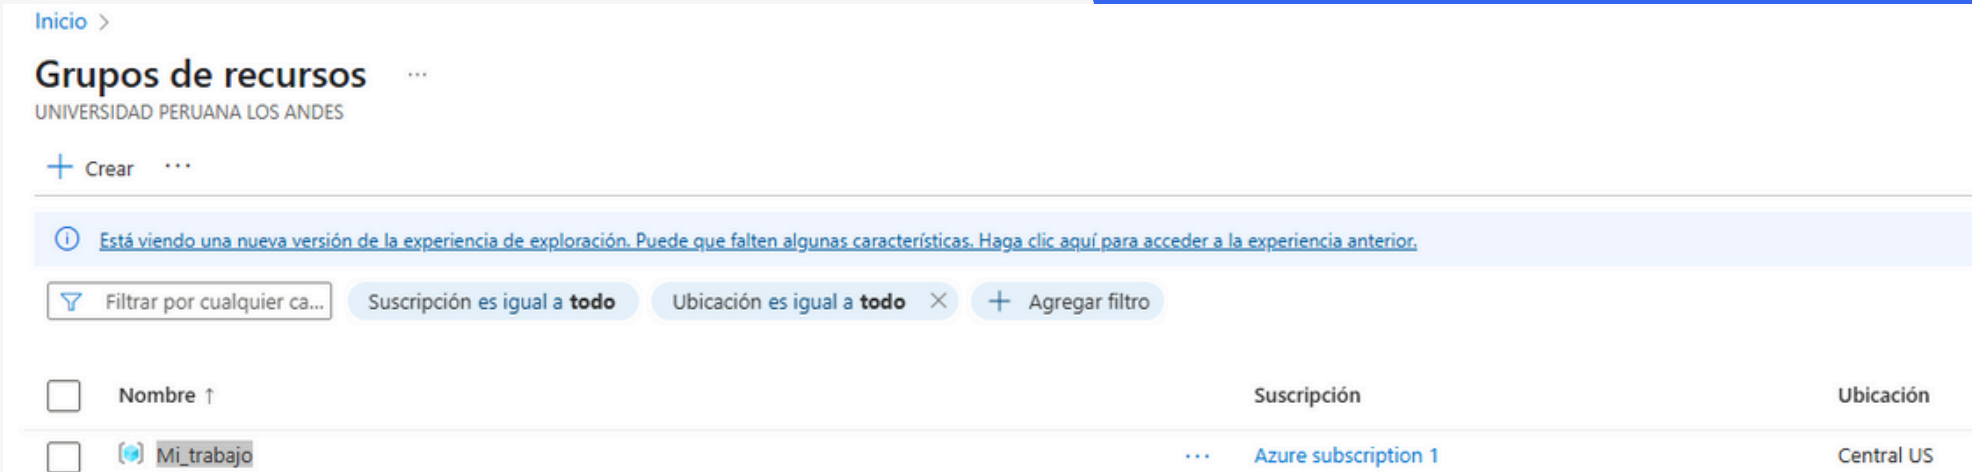 Inicio >
Grupos de recursos ...
UNIVERSIDAD PERUANA LOS ANDES
+ Crear ...
Está viendo una nueva versión de la experiencia de exploración. Puede que falten algunas características. Haga clic aquí para acceder a la experiencia anterior.
Filtrar por cualquier ca... Suscripción es igual a todo Ubicación es igual a todo × + Agregar filtro
Nombre ↑ Suscripción Ubicación
Mi_trabajo ... Azure subscription 1 Central US